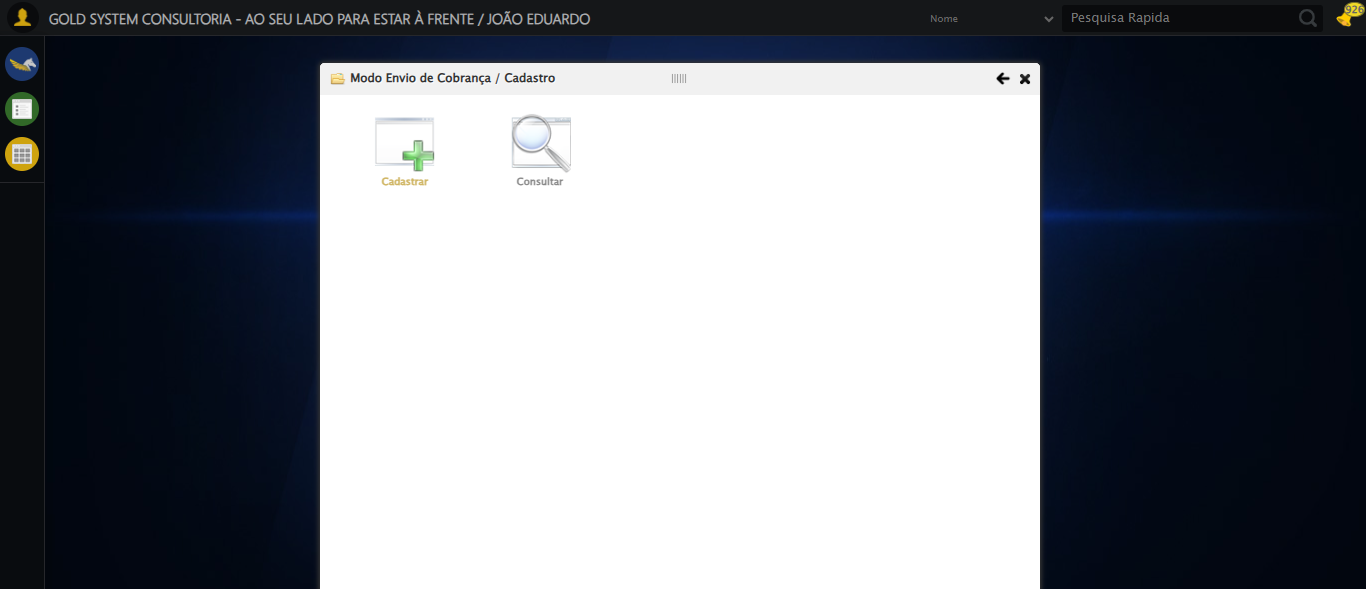 GOLD SYSTEM CONSULTORIA - AO SEU LADO PARA ESTAR À FRENTE / JOÃO EDUARDO
Nome
Pesquisa Rapida
926
Modo Envio de Cobrança / Cadastro
Cadastrar
Consultar